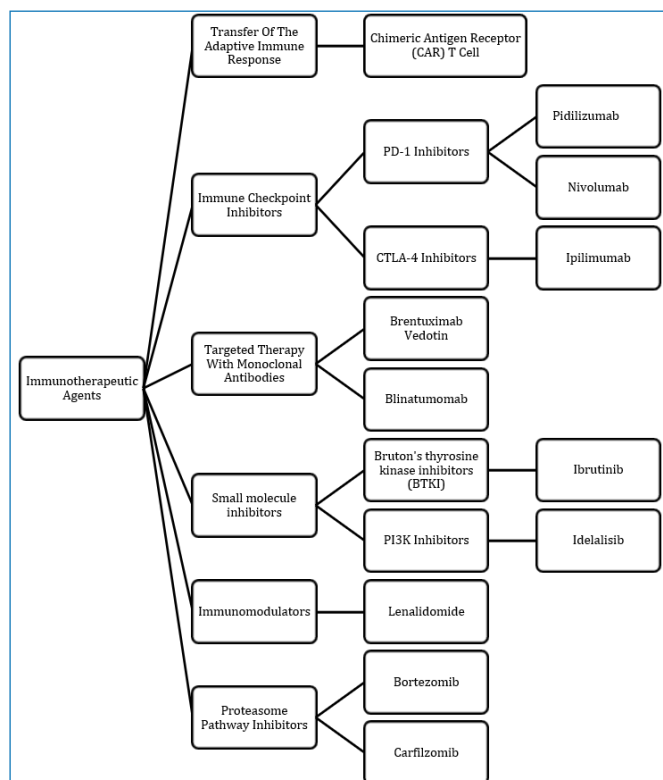 Transfer Of The
Adaptive Immune
Response
Chimeric Antigen Receptor
(CAR) T Cell
Immune Checkpoint
Inhibitors
PD-1 Inhibitors
Pidilizumab
Nivolumab
CTLA-4 Inhibitors
Ipilimumab
Immunotherapeutic
Agents
Targeted Therapy
With Monoclonal
Antibodies
Brentuximab
Vedotin
Blinatumomab
Small molecule
inhibitors
Bruton's thyrosine
kinase inhibitors
(BTKI)
Ibrutinib
PI3K Inhibitors
Idelalisib
Immunomodulators
Lenalidomide
Proteasome
Pathway Inhibitors
Bortezomib
Carfilzomib